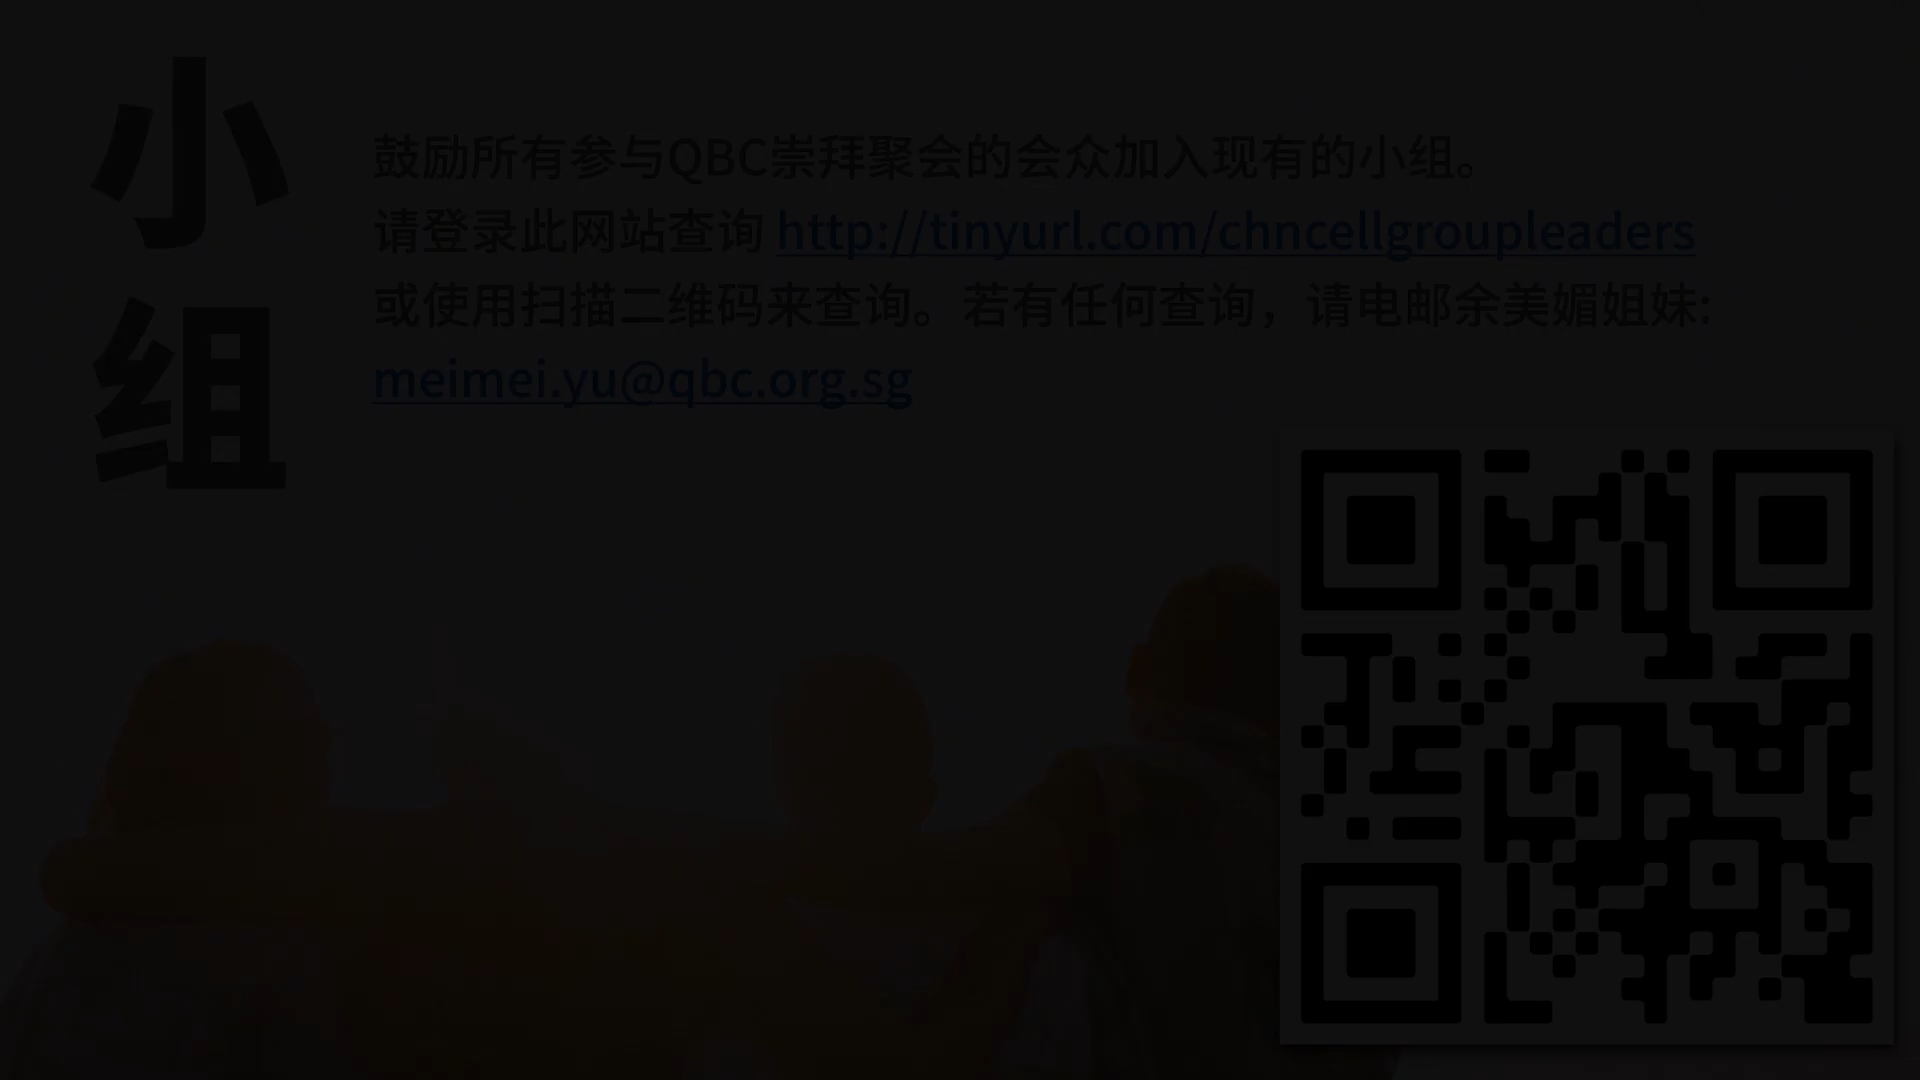 小组
鼓励所有参与QBC崇拜聚会的会众加入现有的小组。
请登录此网站查询 http://tinyurl.com/chncellgroupleaders
或使用扫描二维码来查询。若有任何查询，请电邮余美媚姐妹:
meimei.yu@qbc.org.sg